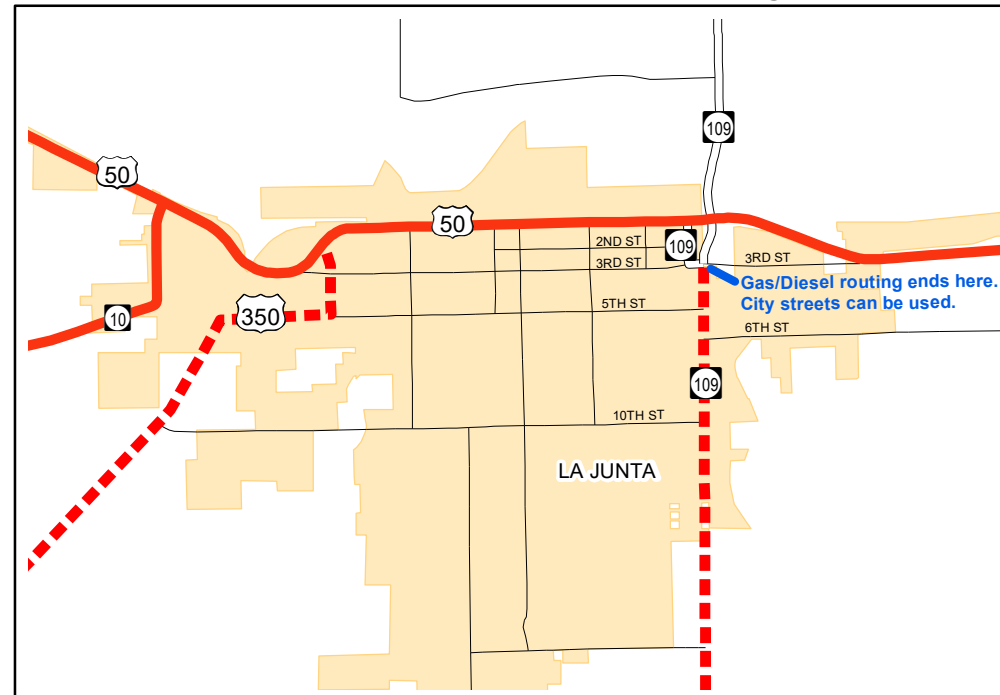 109
50
50
2ND ST
109
3RD ST
3RD ST
Gas/Diesel routing ends here.
City streets can be used.
10
350
5TH ST
6TH ST
109
10TH ST
LA JUNTA